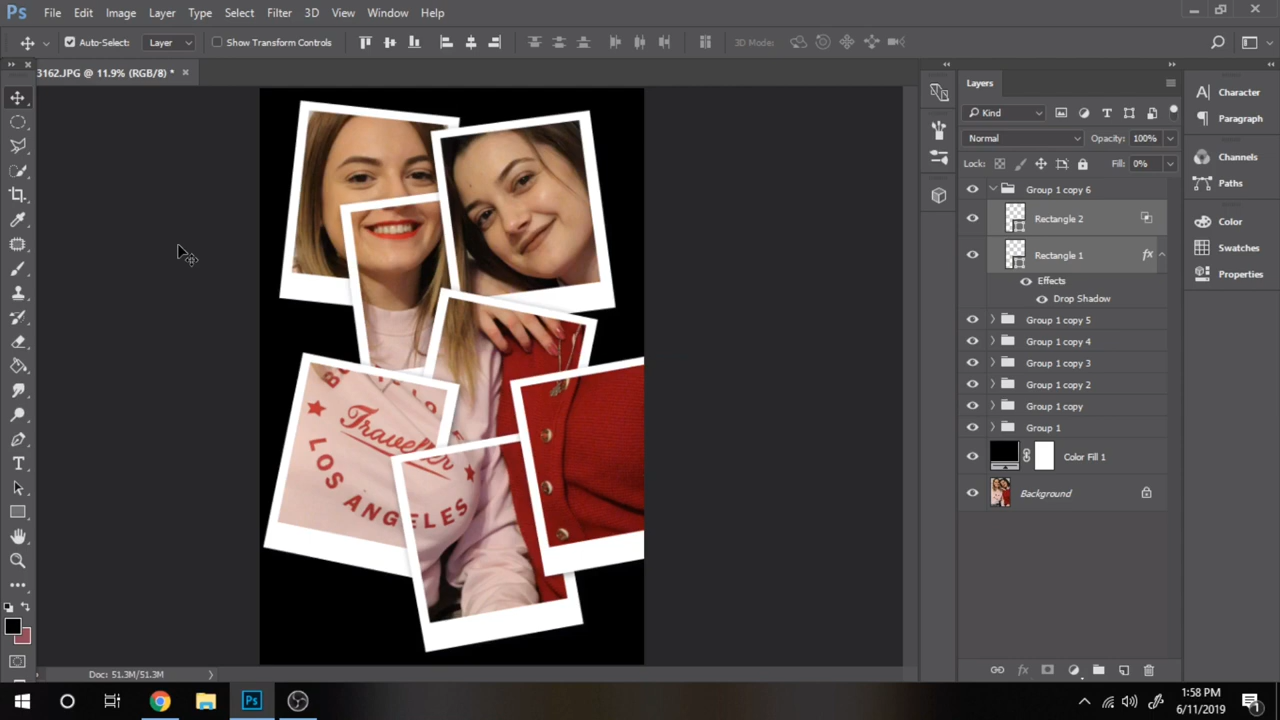 Ps File Edit Image Layer Type Select Filter 3D View Window Help
Auto-Select: Layer Show Transform Controls 3D Mode:
3162.JPG @ 11.9% (RGB/8) *
Layers
Kind
Normal Opacity: 100%
Lock: Fill: 0%
Group 1 copy 6
Rectangle 2
Rectangle 1 fx
Effects
Drop Shadow
Group 1 copy 5
Group 1 copy 4
Group 1 copy 3
Group 1 copy 2
Group 1 copy
Group 1
Color Fill 1
Background
fx
Character
Paragraph
Channels
Paths
Color
Swatches
Properties
Traveller
LOS ANGELES
Doc: 51.3M/51.3M
Ps
1:58 PM
6/11/2019